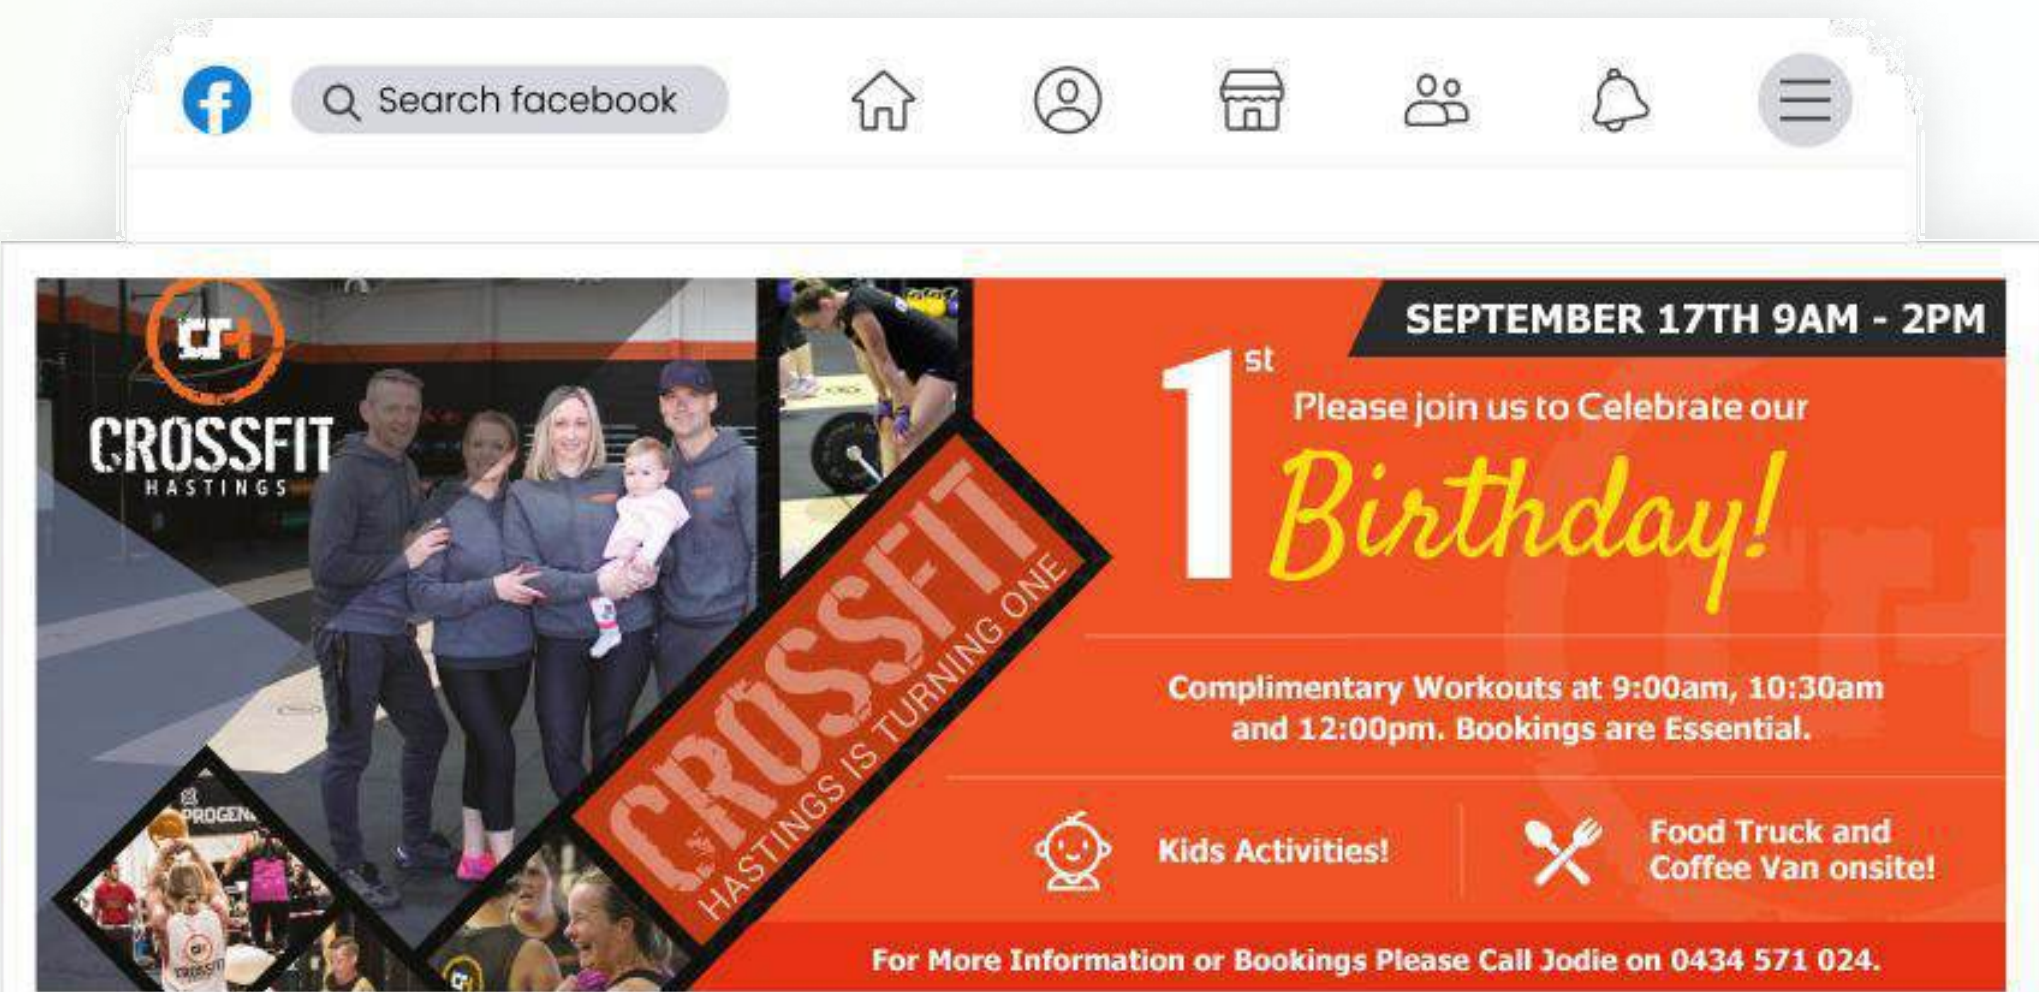 Search facebook
CFH
CROSSFIT
HASTINGS
SEPTEMBER 17TH 9AM - 2PM
1st
Please join us to Celebrate our
Birthday!
CROSSFIT
HASTINGS IS TURNING ONE
Complimentary Workouts at 9:00am, 10:30am
and 12:00pm. Bookings are Essential.
Kids Activities!
Food Truck and
Coffee Van onsite!
For More Information or Bookings Please Call Jodie on 0434 571 024.